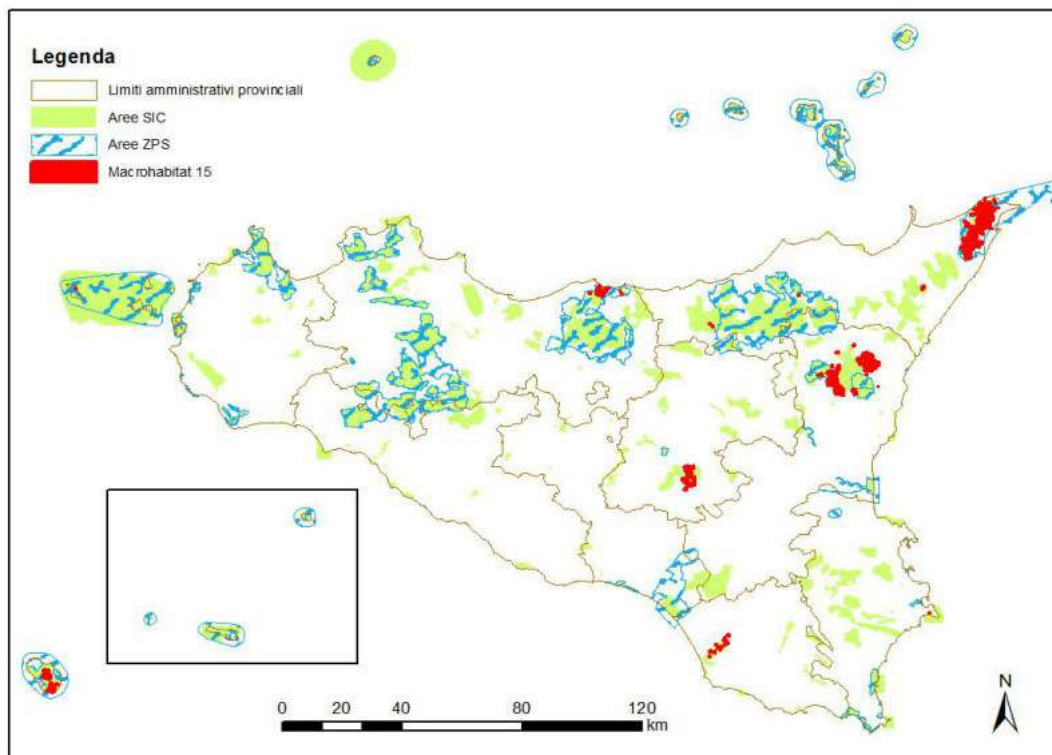 Legenda
Limiti amministrativi provinciali
Aree SIC
Aree ZPS
Macrohabitat 15
N
0 20 40 80 120
km